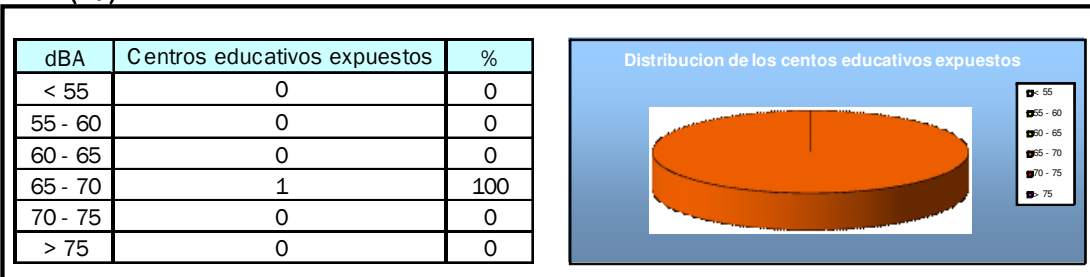 dBA Centros educativos expuestos %
< 55 0 0
55 - 60 0 0
60 - 65 0 0
65 - 70 1 100
70 - 75 0 0
> 75 0 0
Distribucion de los centos educativos expuestos
< 55
55 - 60
60 - 65
65 - 70
70 - 75
> 75